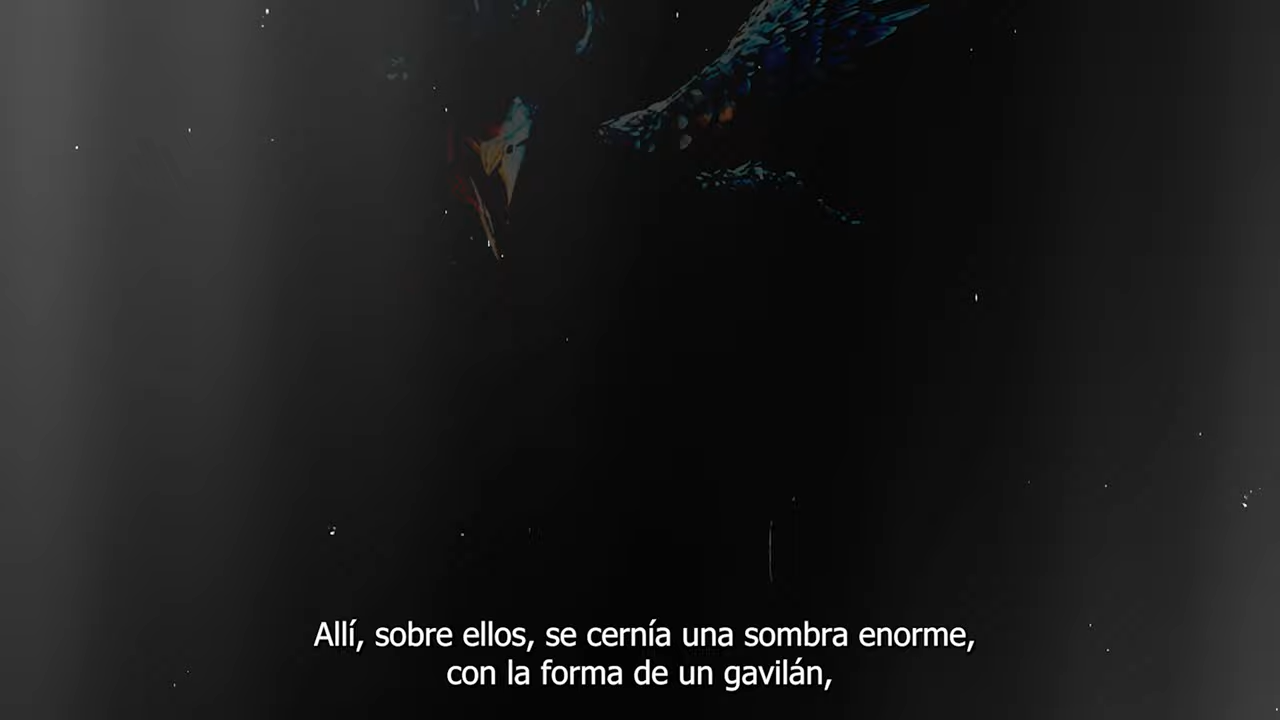 Allí, sobre ellos, se cernía una sombra enorme,
con la forma de un gavilán,